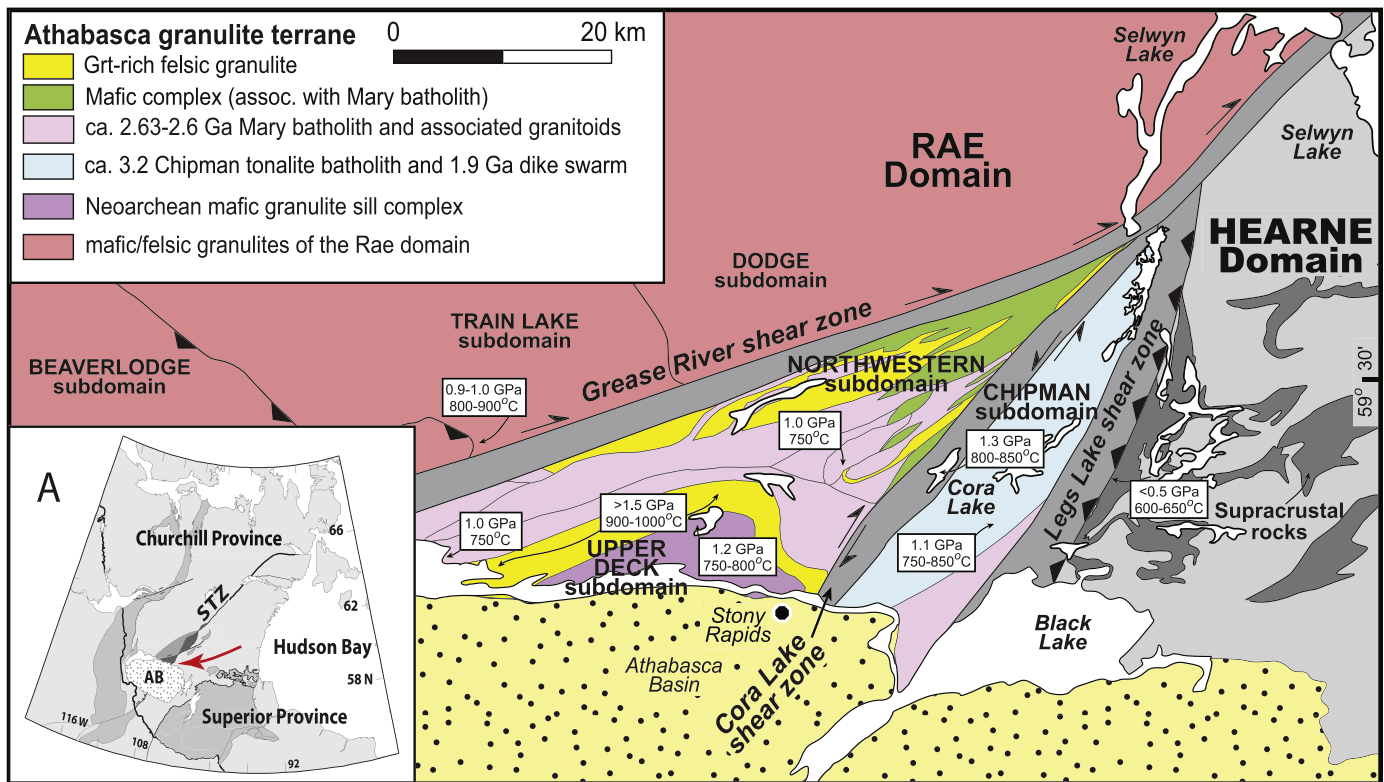 Athabasca granulite terrane
0 20 km
Grt-rich felsic granulite
Mafic complex (assoc. with Mary batholith)
ca. 2.63-2.6 Ga Mary batholith and associated granitoids
ca. 3.2 Chipman tonalite batholith and 1.9 Ga dike swarm
Neoarchean mafic granulite sill complex
mafic/felsic granulites of the Rae domain
Selwyn
Lake
Selwyn
Lake
RAE
Domain
HEARNE
Domain
DODGE
subdomain
TRAIN LAKE
subdomain
BEAVERLODGE
subdomain
Grease River shear zone
0.9-1.0 GPa
800-900°C
NORTHWESTERN
subdomain
CHIPMAN
subdomain
Legs Lake shear zone
59° 30'
1.0 GPa
750°C
1.3 GPa
800-850°C
Cora
Lake
<0.5 GPa
600-650°C
Supracrustal
rocks
>1.5 GPa
900-1000°C
1.0 GPa
750°C
UPPER
DECK
subdomain
1.2 GPa
750-800°C
1.1 GPa
750-850°C
Stony
Rapids
Athabasca
Basin
Cora Lake
shear zone
Black
Lake
A
Churchill Province
66
STZ
62
Hudson Bay
AB
58 N
Superior Province
116 W
108
92